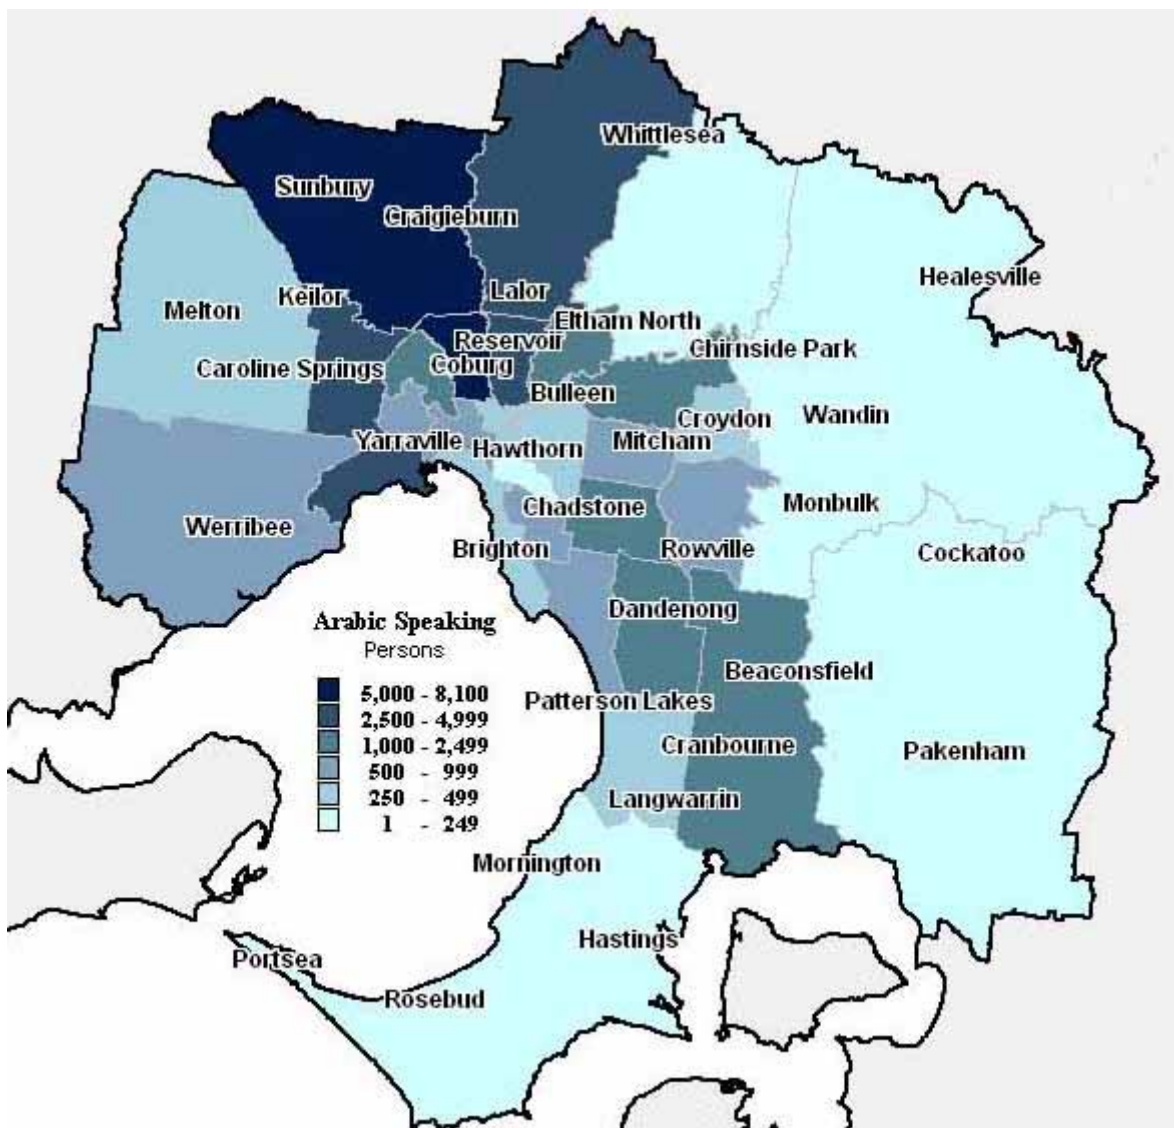 Whittlesea
Sunbury
Craigieburn
Healesville
Keilor
Lalor
Melton
Eltham North
Reservoir
Chirnside Park
Caroline Springs
Coburg
Bulleen
Croydon
Wandin
Yarraville
Hawthorn
Mitcham
Chadstone
Monbulk
Werribee
Brighton
Rowville
Cockatoo
Dandenong
Arabic Speaking
Persons
5,000 - 8,100
2,500 - 4,999
1,000 - 2,499
500 - 999
250 - 499
1 - 249
Beaconsfield
Patterson Lakes
Cranbourne
Pakenham
Langwarrin
Mornington
Hastings
Portsea
Rosebud